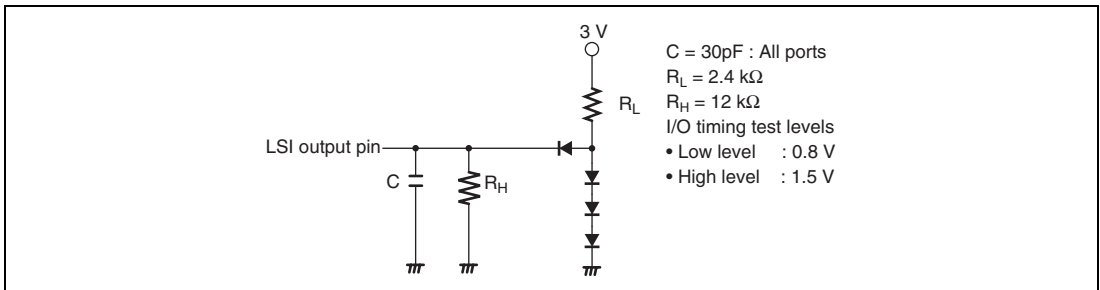 3 V
C = 30pF : All ports
R_L = 2.4 kΩ
R_L
R_H = 12 kΩ
I/O timing test levels
LSI output pin
• Low level : 0.8 V
C
R_H
• High level : 1.5 V